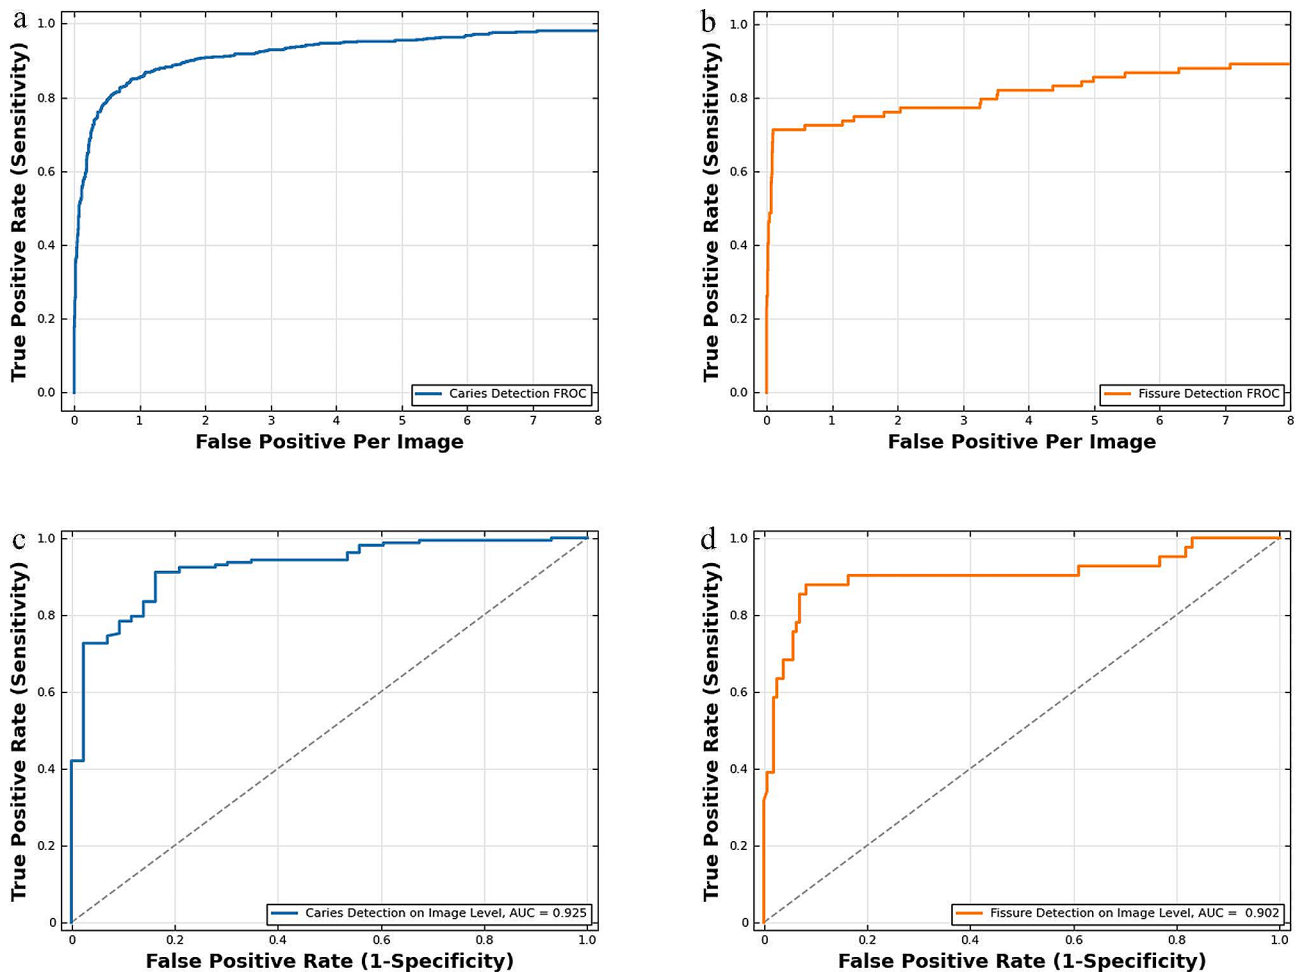 a
True Positive Rate (Sensitivity)
1.0
0.8
0.6
0.4
0.2
0.0
Caries Detection FROC
0 1 2 3 4 5 6 7 8
False Positive Per Image
b
True Positive Rate (Sensitivity)
1.0
0.8
0.6
0.4
0.2
0.0
Fissure Detection FROC
0 1 2 3 4 5 6 7 8
False Positive Per Image
c
True Positive Rate (Sensitivity)
1.0
0.8
0.6
0.4
0.2
0
Caries Detection on Image Level, AUC = 0.925
0 0.2 0.4 0.6 0.8 1.0
False Positive Rate (1-Specificity)
d
True Positive Rate (Sensitivity)
1.0
0.8
0.6
0.4
0.2
0
Fissure Detection on Image Level, AUC = 0.902
0 0.2 0.4 0.6 0.8 1.0
False Positive Rate (1-Specificity)